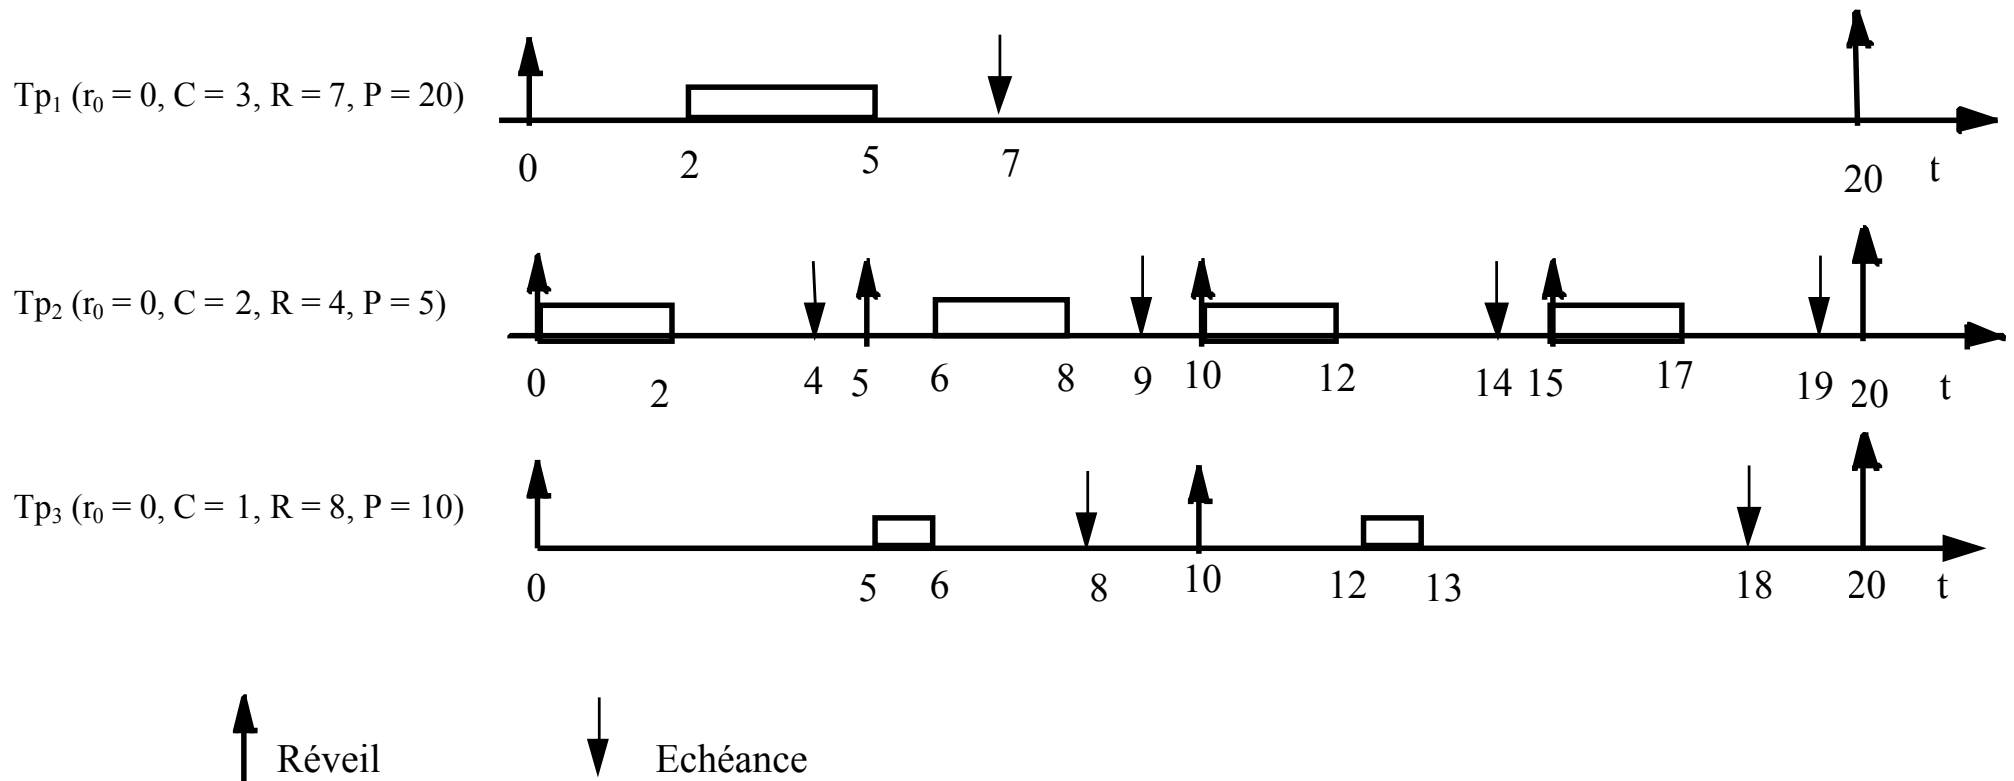 Tp₁ (r₀ = 0, C = 3, R = 7, P = 20)
0 2 5 7 20 t
Tp₂ (r₀ = 0, C = 2, R = 4, P = 5)
0 2 4 5 6 8 9 10 12 14 15 17 19 20 t
Tp₃ (r₀ = 0, C = 1, R = 8, P = 10)
0 5 6 8 10 12 13 18 20 t
Réveil Echéance